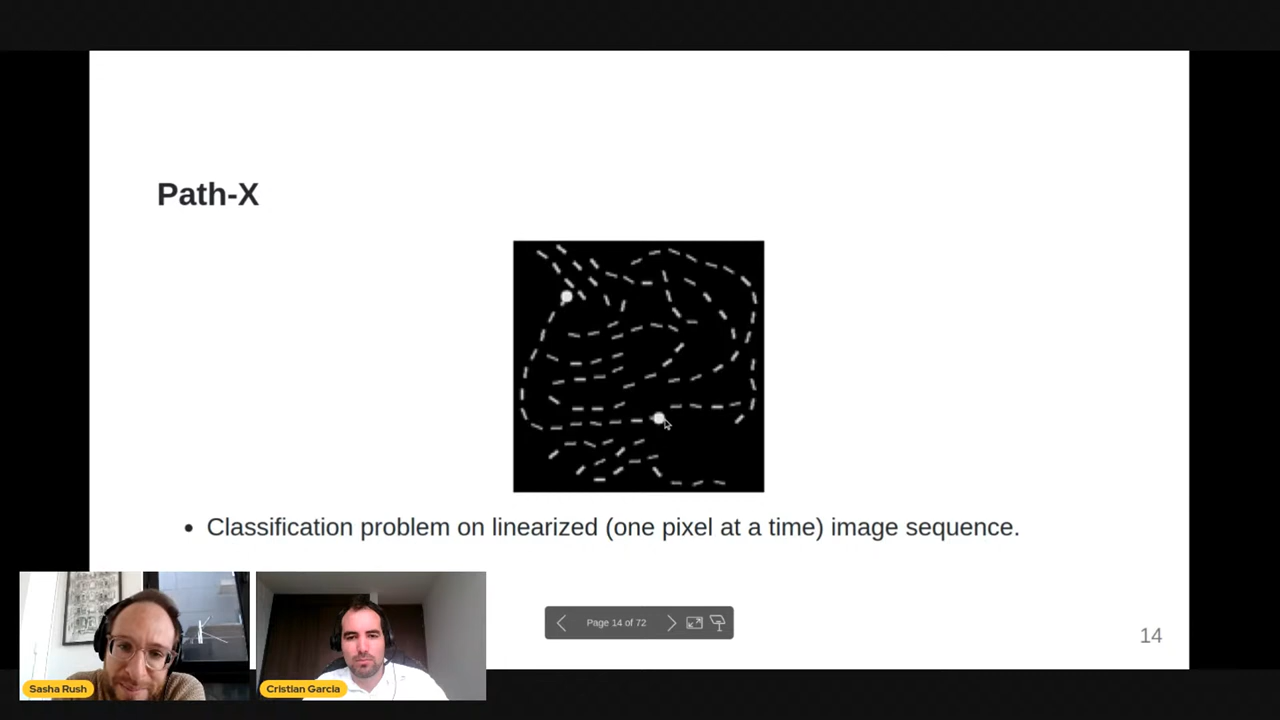 Path-X
• Classification problem on linearized (one pixel at a time) image sequence.
Page 14 of 72
14
Sasha Rush
Cristian Garcia